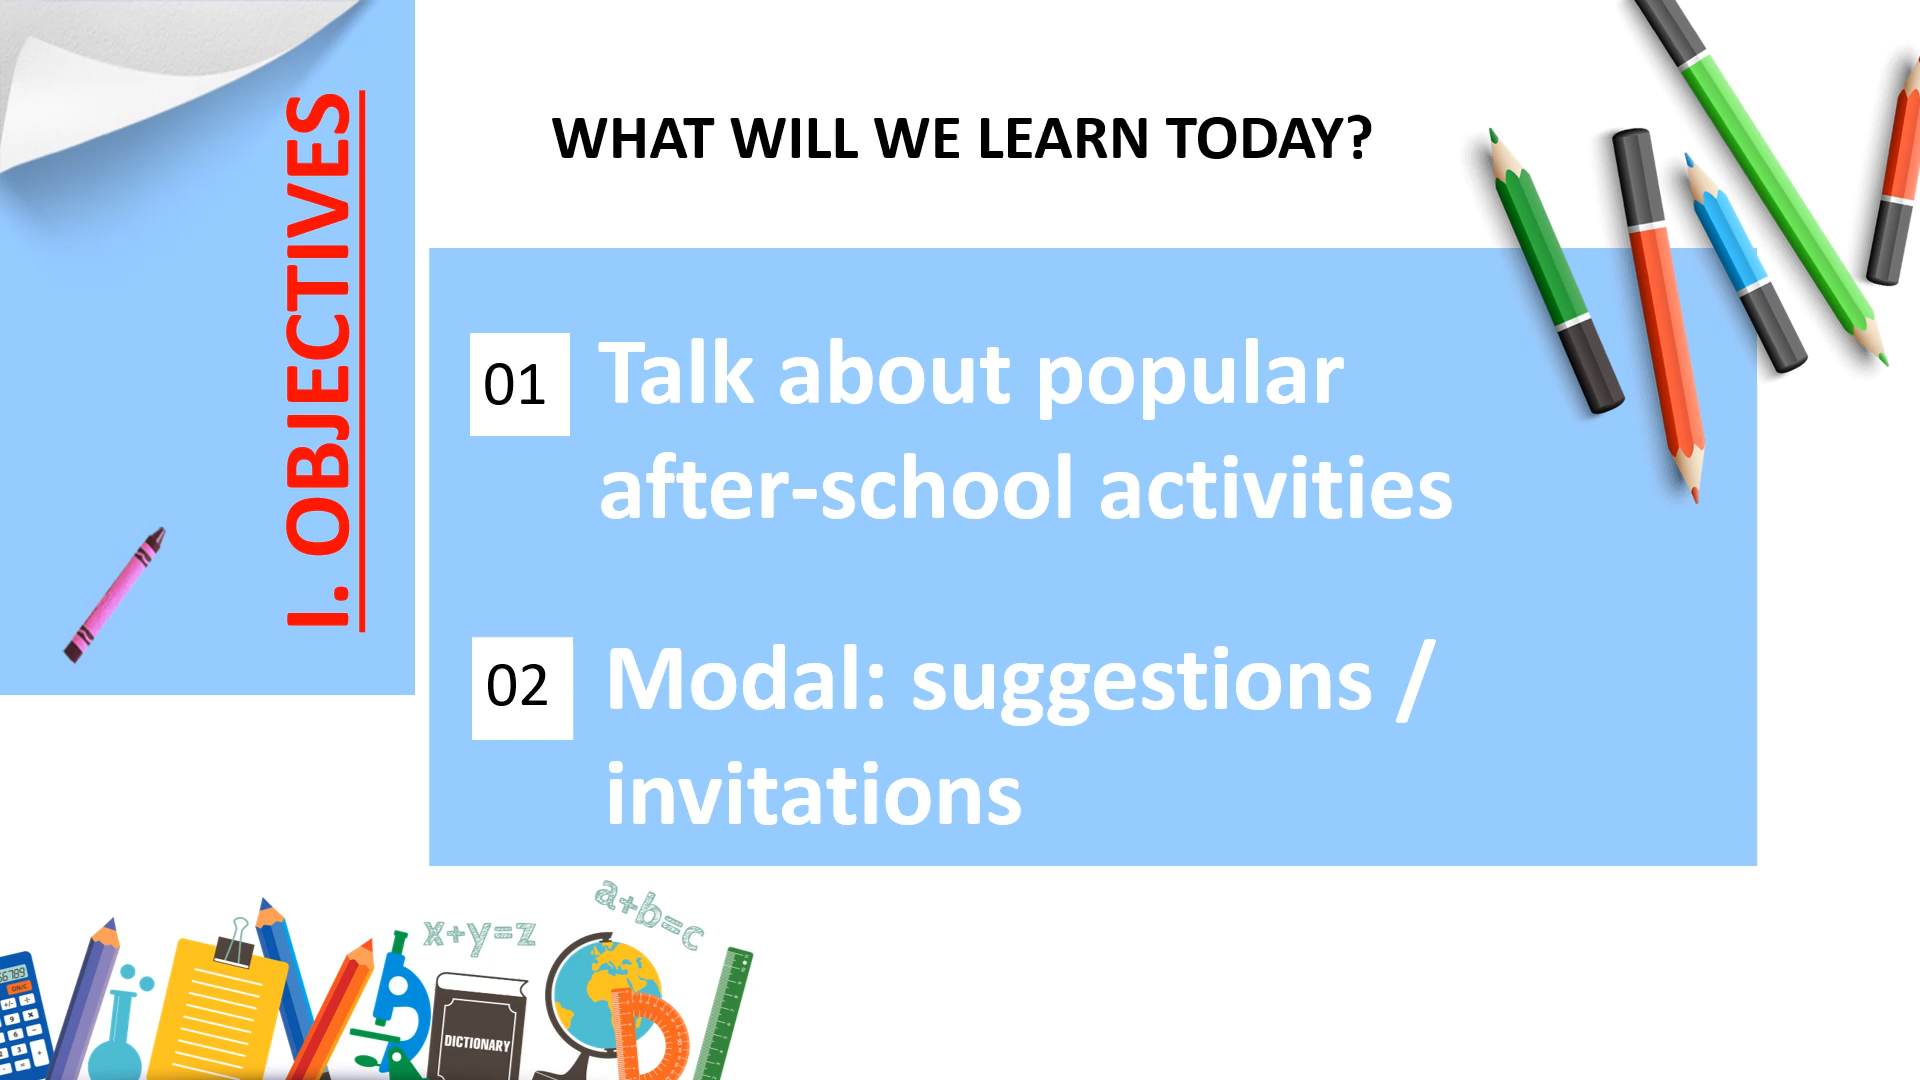 I. OBJECTIVES
WHAT WILL WE LEARN TODAY?
01
Talk about popular
after-school activities
02
Modal: suggestions /
invitations
x+y=z
a+b=c
DICTIONARY